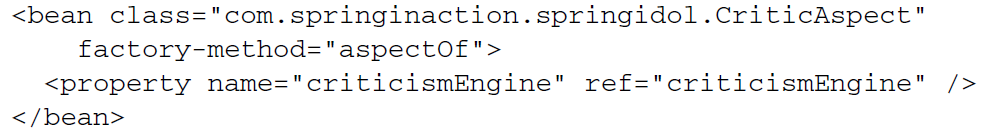 <bean class="com.springinaction.springidol.CriticAspect"
    factory-method="aspectOf">
  <property name="criticismEngine" ref="criticismEngine" />
</bean>